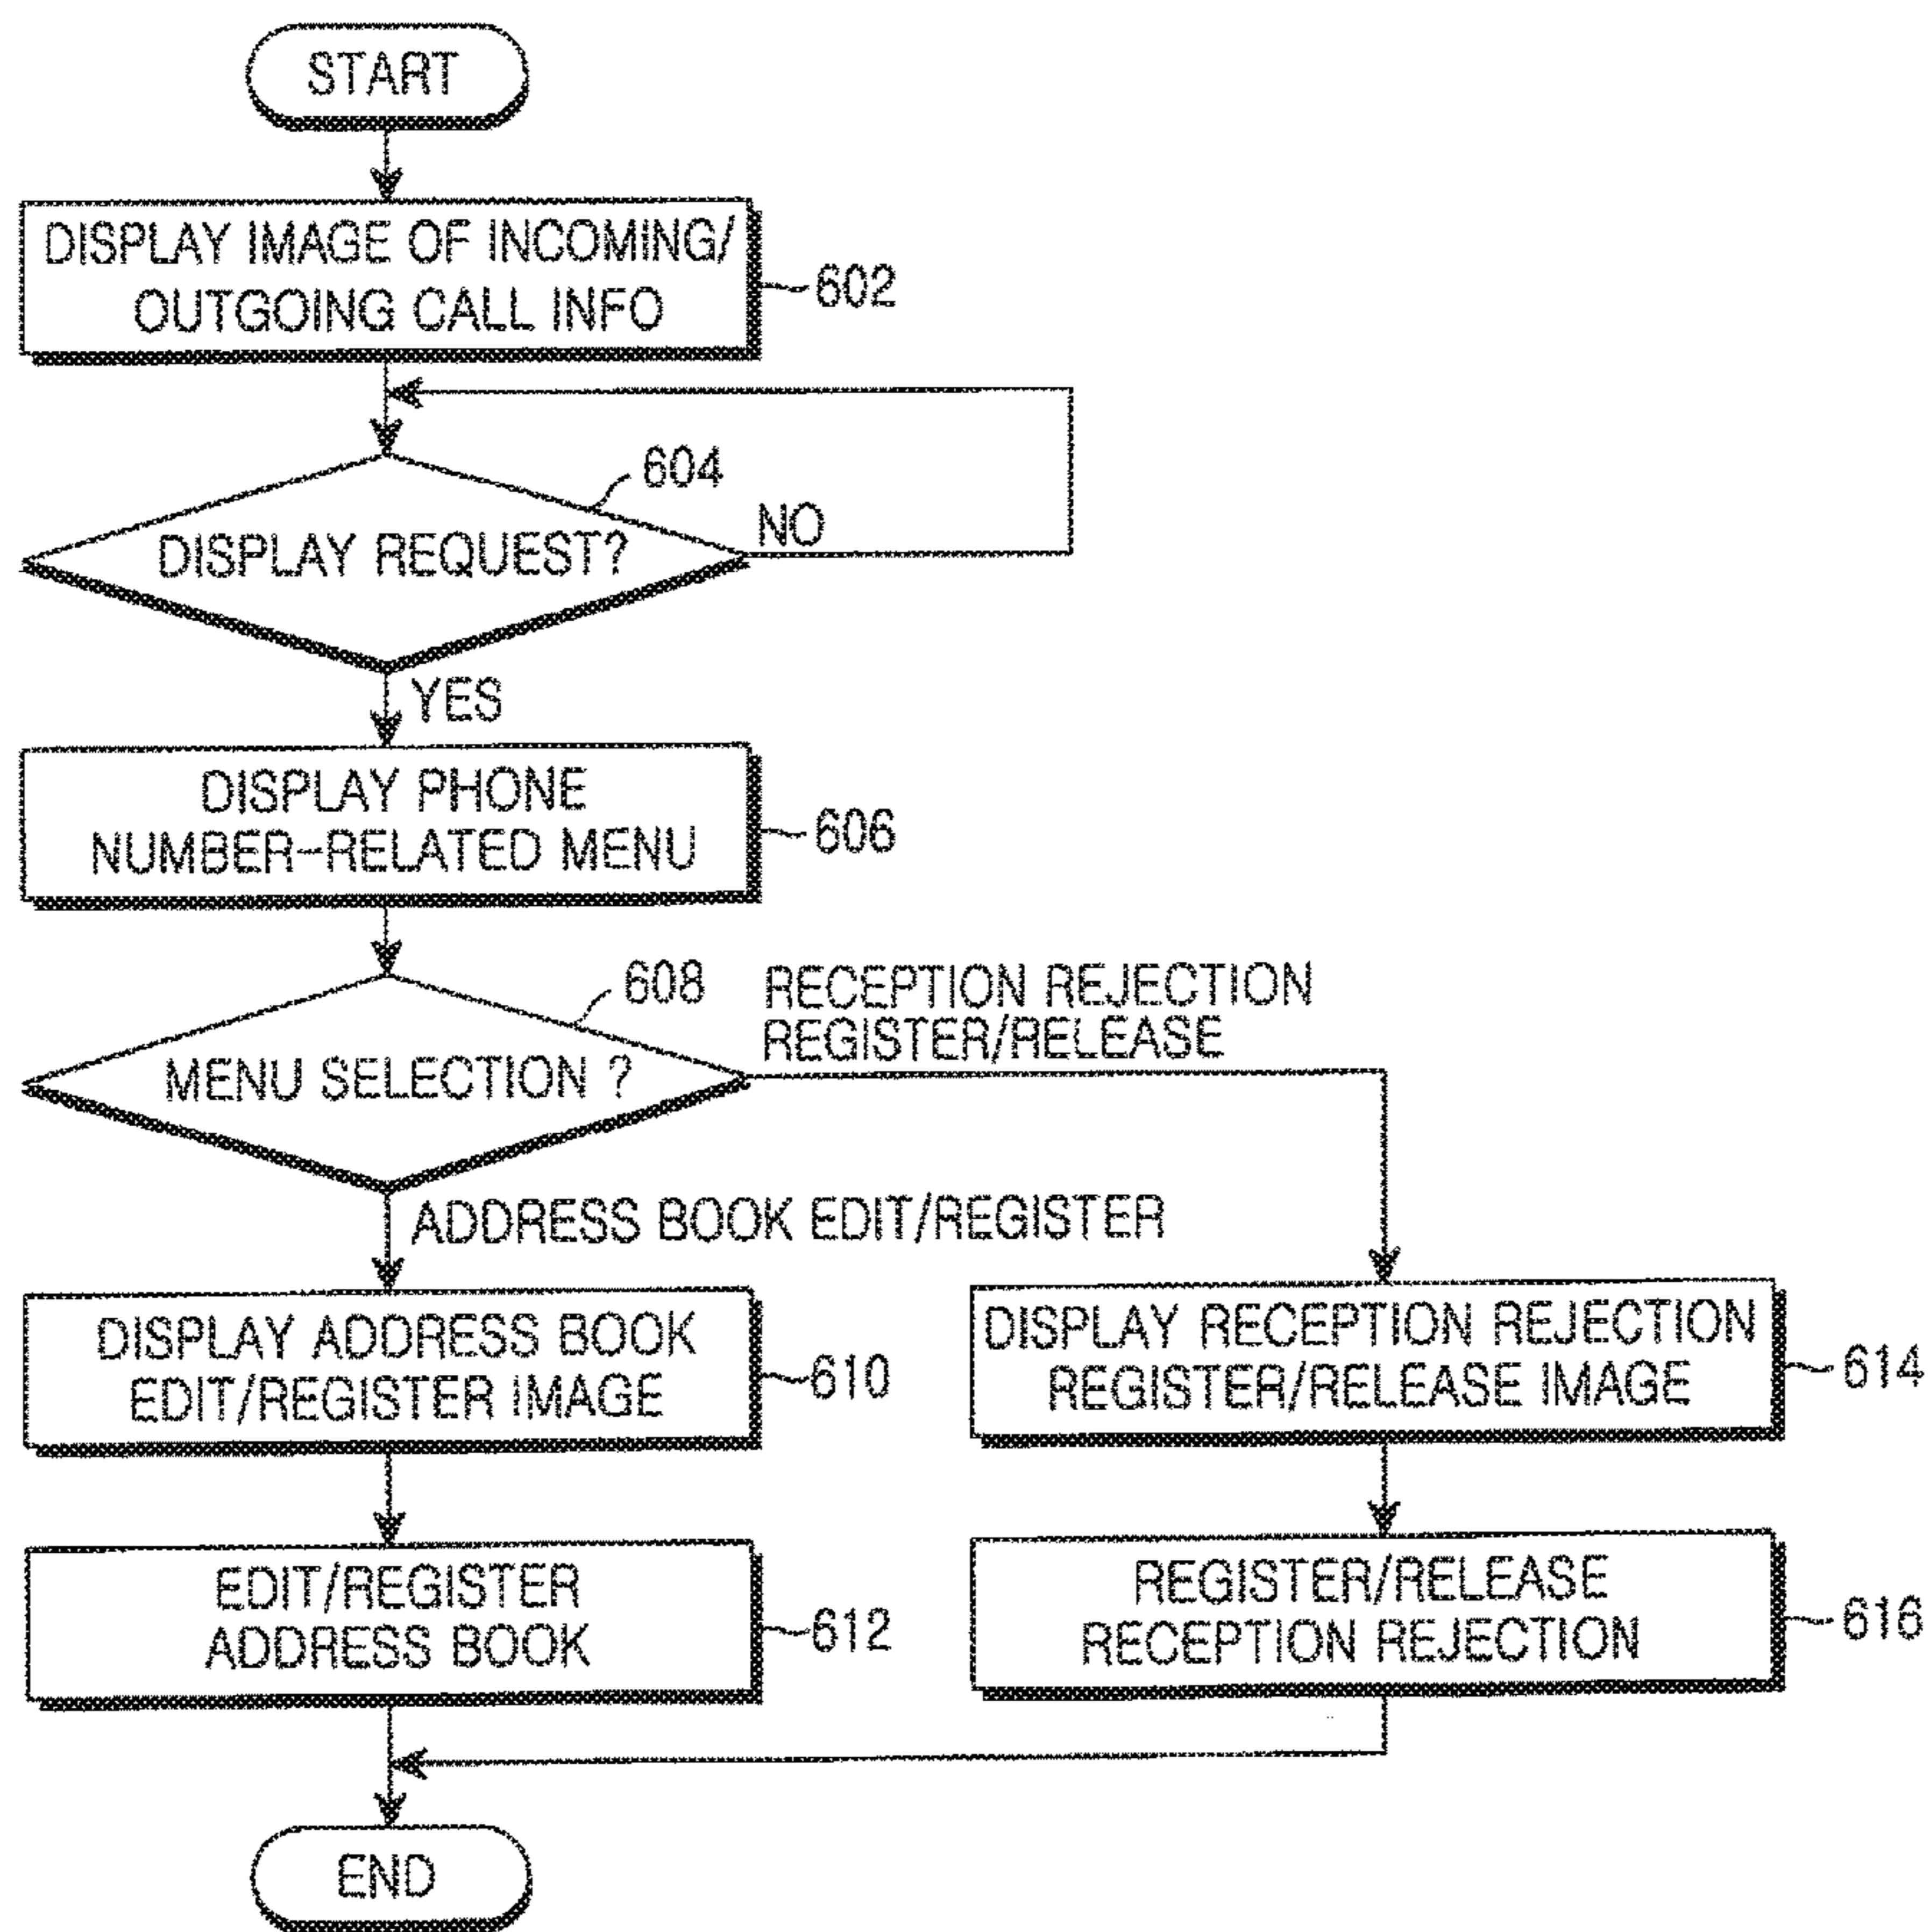 START
DISPLAY IMAGE OF INCOMING/
OUTGOING CALL INFO
602
604
DISPLAY REQUEST?
NO
YES
DISPLAY PHONE
NUMBER-RELATED MENU
606
608
MENU SELECTION ?
RECEPTION REJECTION
REGISTER/RELEASE
ADDRESS BOOK EDIT/REGISTER
DISPLAY ADDRESS BOOK
EDIT/REGISTER IMAGE
610
DISPLAY RECEPTION REJECTION
REGISTER/RELEASE IMAGE
614
EDIT/REGISTER
ADDRESS BOOK
612
REGISTER/RELEASE
RECEPTION REJECTION
616
END